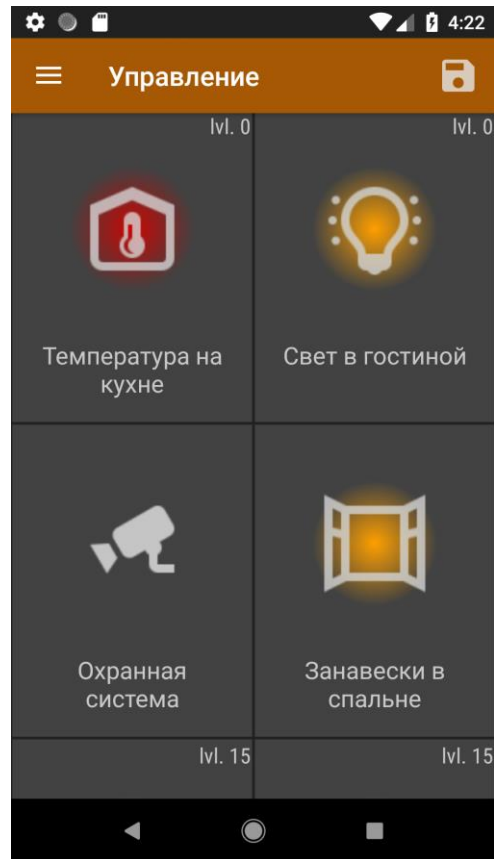 4:22
Управление
lvl. 0
lvl. 0
Температура на
кухне
Свет в гостиной
Охранная
система
Занавески в
спальне
lvl. 15
lvl. 15